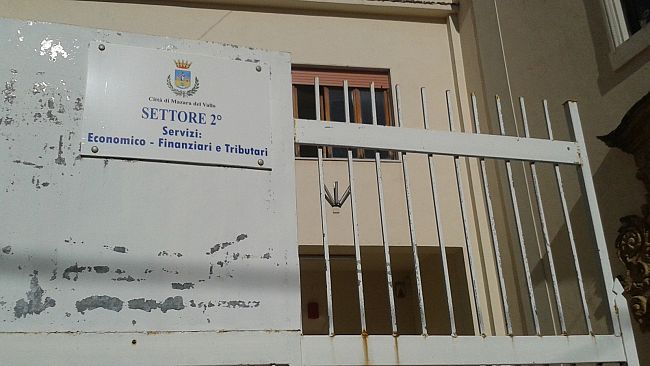 Città di Mazara del Vallo
SETTORE 2°
Servizi:
Economico - Finanziari e Tributari